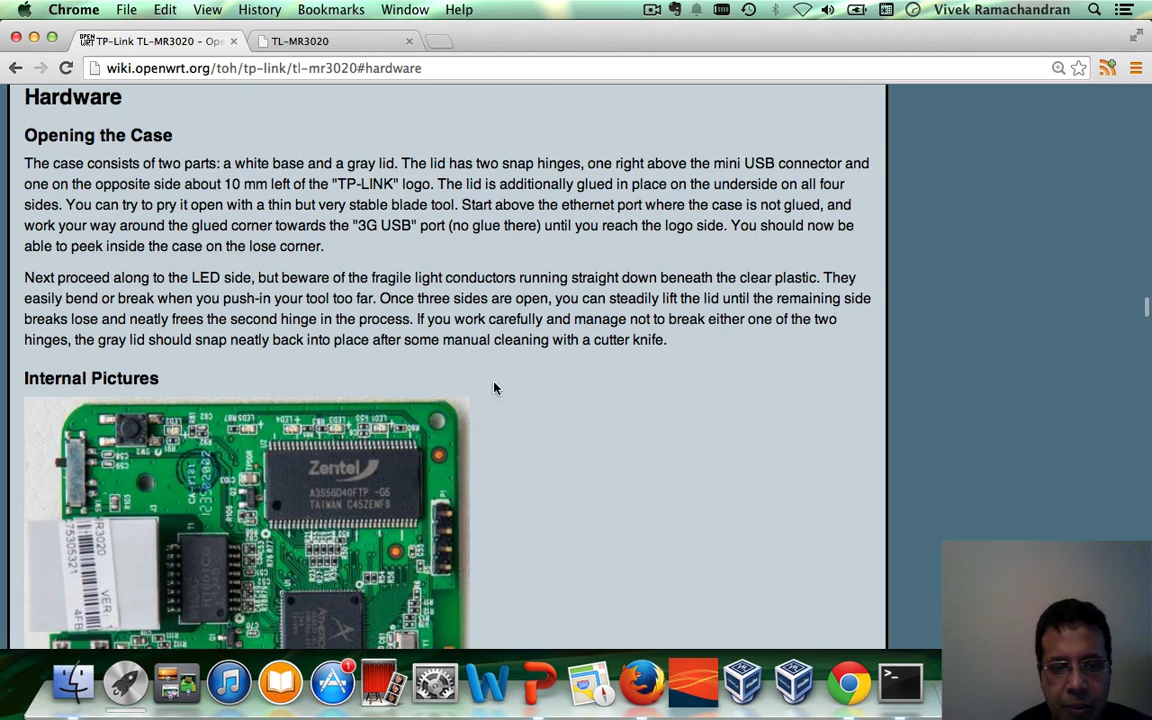 Chrome File Edit View History Bookmarks Window Help Vivek Ramachandran
TP-Link TL-MR3020 - Ope TL-MR3020
wiki.openwrt.org/toh/tp-link/tl-mr3020#hardware
Hardware
Opening the Case
The case consists of two parts: a white base and a gray lid. The lid has two snap hinges, one right above the mini USB connector and
one on the opposite side about 10 mm left of the "TP-LINK" logo. The lid is additionally glued in place on the underside on all four
sides. You can try to pry it open with a thin but very stable blade tool. Start above the ethernet port where the case is not glued, and
work your way around the glued corner towards the "3G USB" port (no glue there) until you reach the logo side. You should now be
able to peek inside the case on the lose corner.
Next proceed along to the LED side, but beware of the fragile light conductors running straight down beneath the clear plastic. They
easily bend or break when you push-in your tool too far. Once three sides are open, you can steadily lift the lid until the remaining side
breaks lose and neatly frees the second hinge in the process. If you work carefully and manage not to break either one of the two
hinges, the gray lid should snap neatly back into place after some manual cleaning with a cutter knife.
Internal Pictures
Zentel
A3S56D40FTP -G5
TAIWAN C45ZENF8
75305321
VER:
1